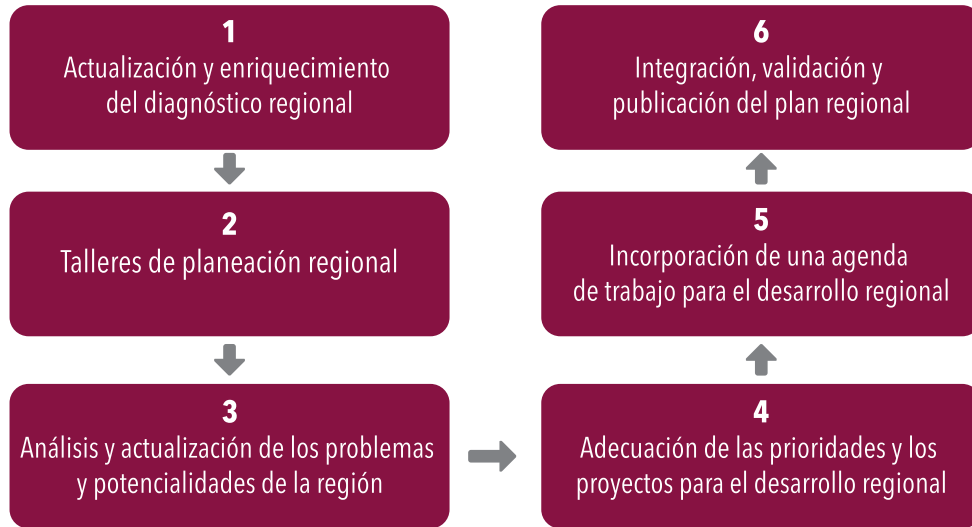 1
Actualización y enriquecimiento
del diagnóstico regional
2
Talleres de planeación regional
3
Análisis y actualización de los problemas
y potencialidades de la región
4
Adecuación de las prioridades y los
proyectos para el desarrollo regional
5
Incorporación de una agenda
de trabajo para el desarrollo regional
6
Integración, validación y
publicación del plan regional